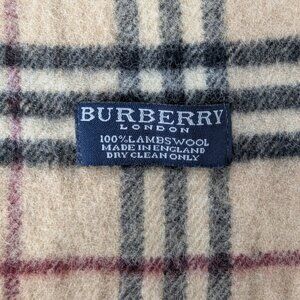 BURBERRY
LONDON
100% LAMBSWOOL
MADE IN ENGLAND
DRY CLEAN ONLY